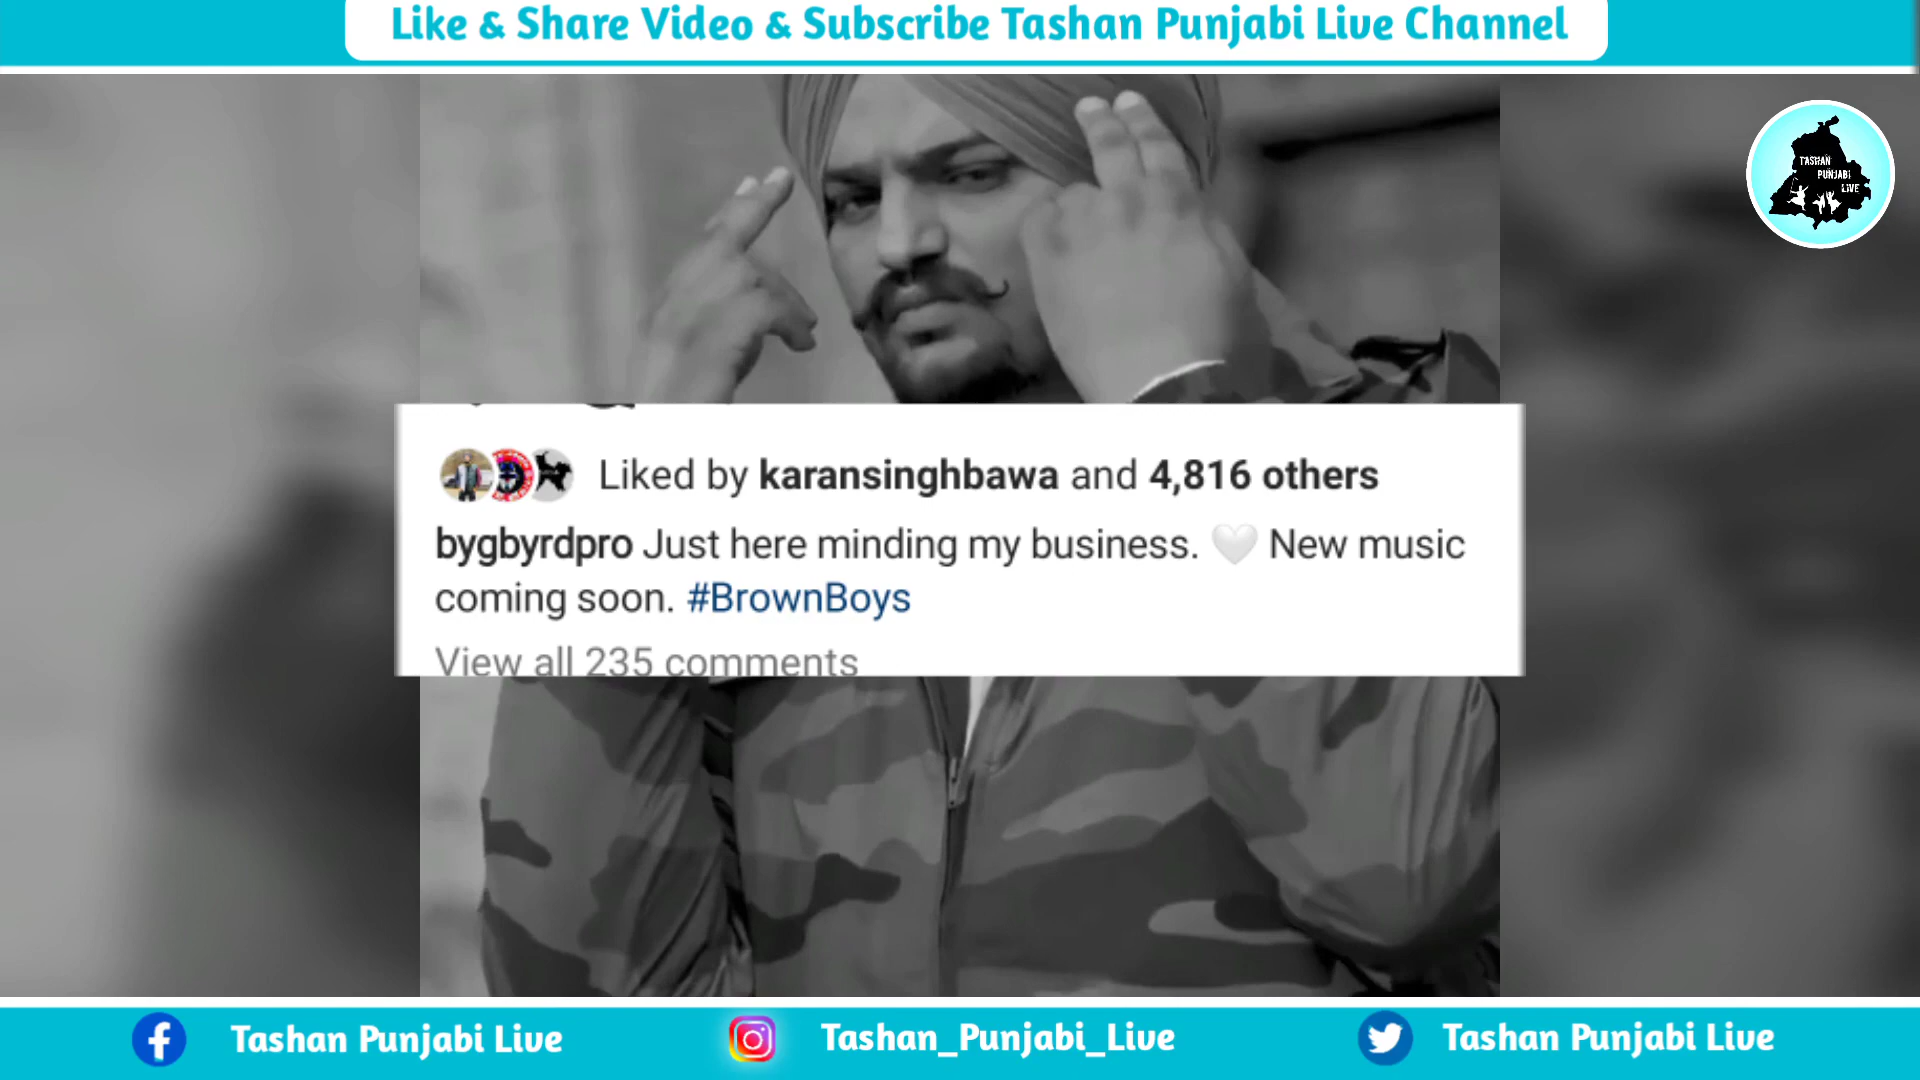 Like & Share Video & Subscribe Tashan Punjabi Live Channel
TASHAN
PUNJABI
LIVE
Liked by karansinghbawa and 4,816 others
bygbyrdpro Just here minding my business. 🤍 New music
coming soon. #BrownBoys
View all 235 comments
Tashan Punjabi Live
Tashan_Punjabi_Live
Tashan Punjabi Live